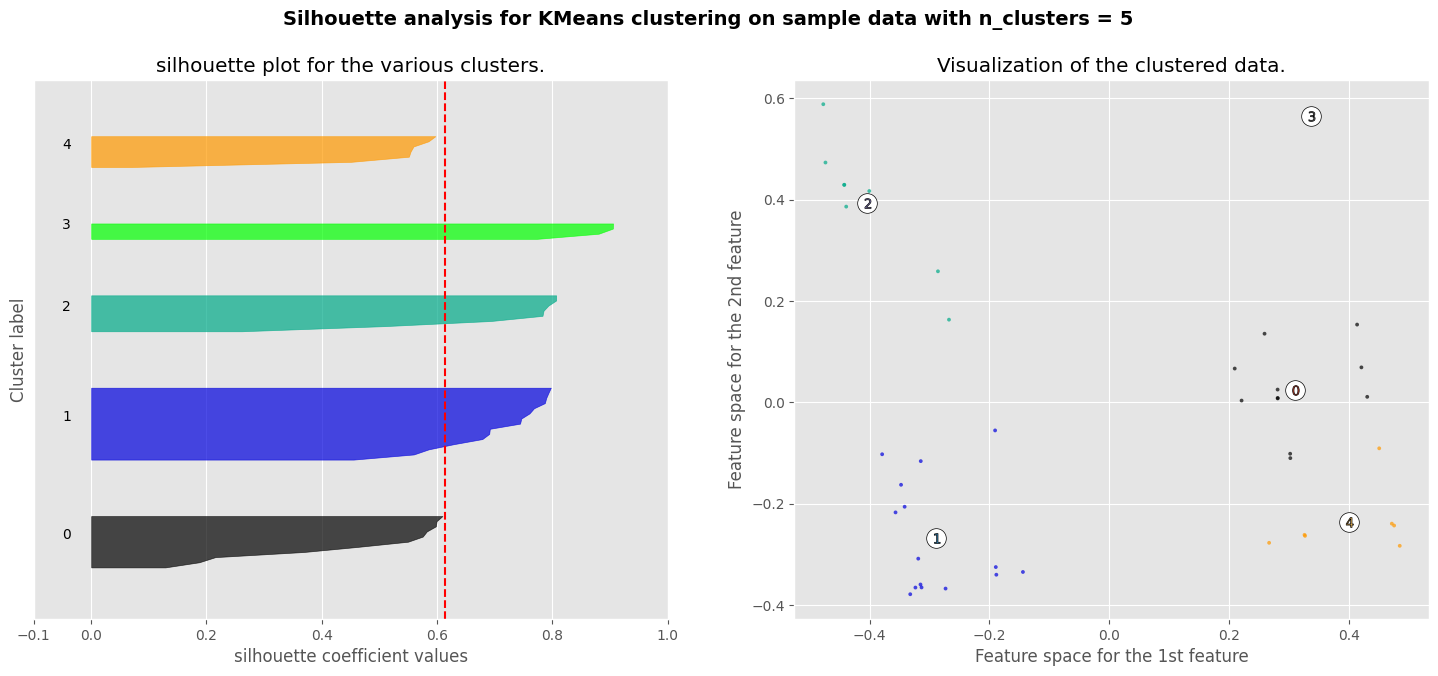 Silhouette analysis for KMeans clustering on sample data with n_clusters = 5
silhouette plot for the various clusters.
Cluster label
4
3
2
1
0
−0.1 0.0 0.2 0.4 0.6 0.8 1.0
silhouette coefficient values
Visualization of the clustered data.
Feature space for the 2nd feature
0.6
0.4
0.2
0.0
−0.2
−0.4
3
2
0
4
1
−0.4 −0.2 0.0 0.2 0.4
Feature space for the 1st feature